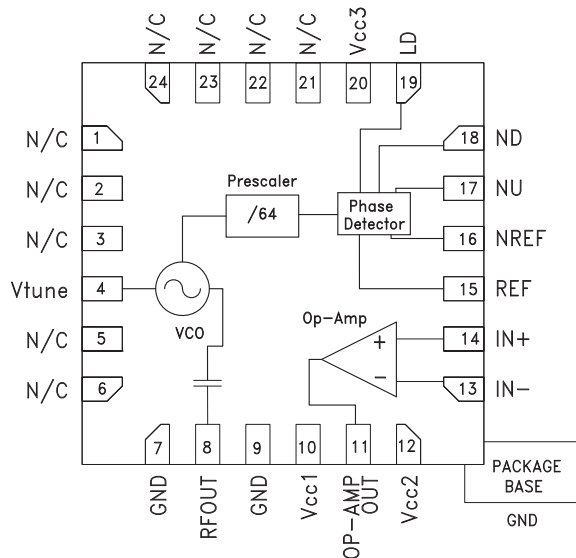 N/C
N/C
N/C
N/C
Vcc3
LD
24
23
22
21
20
19
N/C 1
18 ND
N/C 2
17 NU
Prescaler
/64
Phase
Detector
N/C 3
16 NREF
Vtune 4
15 REF
VCO
Op-Amp
N/C 5
+
14 IN+
N/C 6
-
13 IN-
7
8
9
10
11
12
GND
RFOUT
GND
Vcc1
OP-AMP
OUT
Vcc2
PACKAGE
BASE
GND